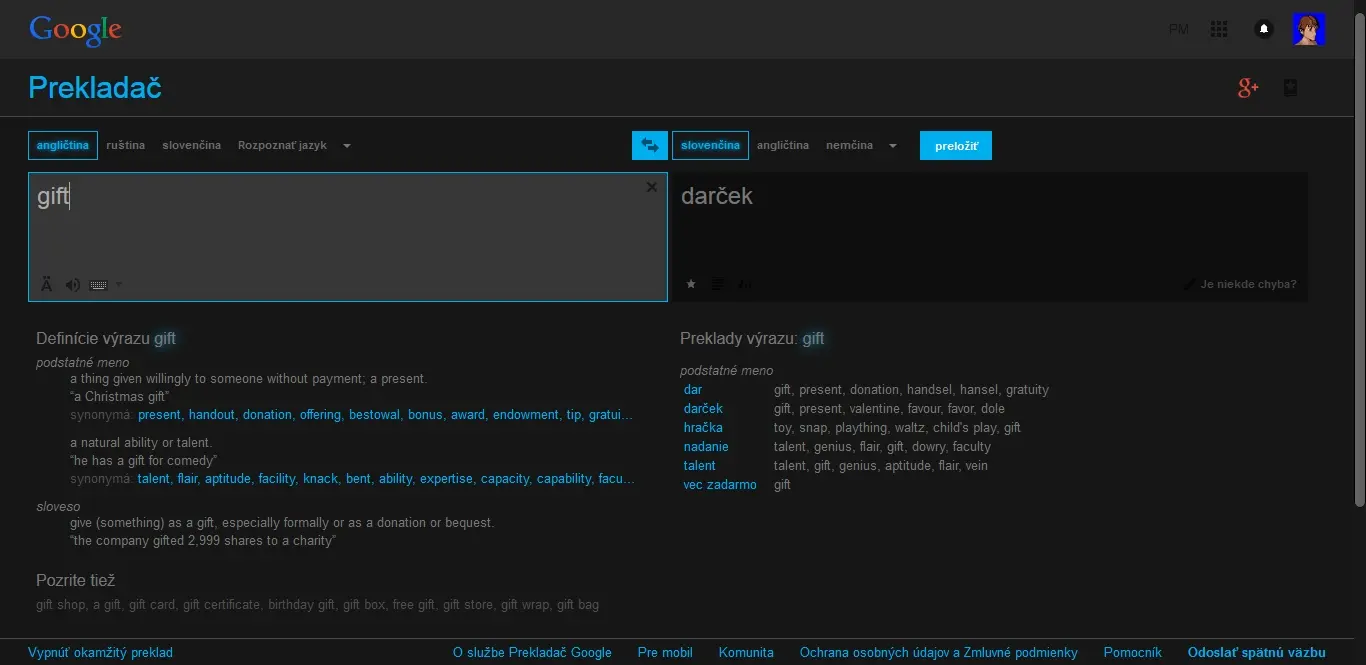 Google
PM
Prekladač
g+
angličtina ruština slovenčina Rozpoznať jazyk
slovenčina angličtina nemčina preložiť
gift
darček
Ä
Je niekde chyba?
Definície výrazu gift
podstatné meno
a thing given willingly to someone without payment; a present.
“a Christmas gift”
synonymá: present, handout, donation, offering, bestowal, bonus, award, endowment, tip, gratui...
a natural ability or talent.
“he has a gift for comedy”
synonymá: talent, flair, aptitude, facility, knack, bent, ability, expertise, capacity, capability, facu...
sloveso
give (something) as a gift, especially formally or as a donation or bequest.
“the company gifted 2,999 shares to a charity”
Pozrite tiež
gift shop, a gift, gift card, gift certificate, birthday gift, gift box, free gift, gift store, gift wrap, gift bag
Preklady výrazu: gift
podstatné meno
dar gift, present, donation, handsel, hansel, gratuity
darček gift, present, valentine, favour, favor, dole
hračka toy, snap, plaything, waltz, child's play, gift
nadanie talent, genius, flair, gift, dowry, faculty
talent talent, gift, genius, aptitude, flair, vein
vec zadarmo gift
Vypnúť okamžitý preklad O službe Prekladač Google Pre mobil Komunita Ochrana osobných údajov a Zmluvné podmienky Pomocník Odoslať spätnú väzbu